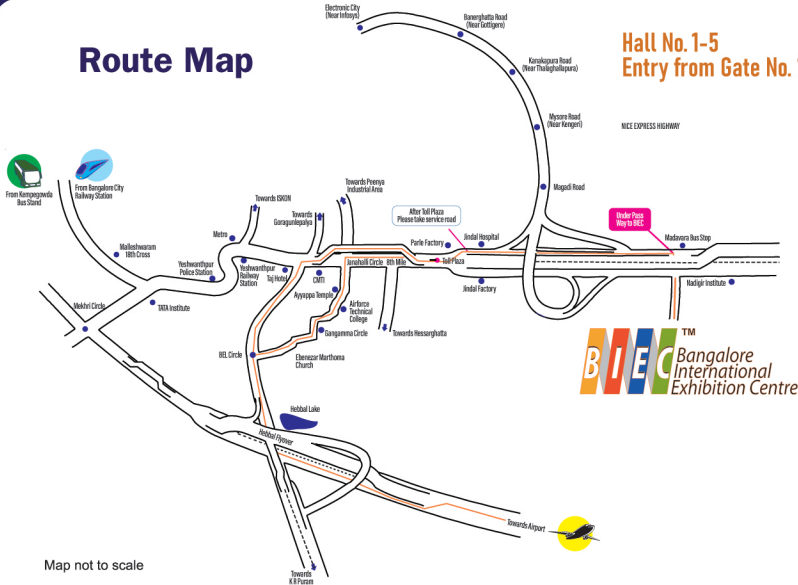 Route Map
Hall No. 1-5
Entry from Gate No.
NICE EXPRESS HIGHWAY
Electronic City
(Near Infosys)
Banerghatta Road
(Near Gottigere)
Kanakapura Road
(Near Thalaghallapura)
Mysore Road
(Near Kengeri)
Magadi Road
From Kempegowda
Bus Stand
From Bangalore City
Railway Station
Towards ISKON
Towards
Goragunlepalya
Towards Peenya
Industrial Area
After Toll Plaza
Please take service road
Under Pass
Way to BIEC
Metro
Malleshwaram
18th Cross
Yeshwanthpur
Police Station
Yeshwanthpur
Railway
Station
Taj Hotel
CMTI
Janahalli Circle
8th Mile
Parle Factory
Jindal Hospital
Toll Plaza
Jindal Factory
Madavara Bus Stop
Nadigir Institute
Mekhri Circle
TATA Institute
Ayyappa Temple
Airforce
Technical
College
Gangamma Circle
Towards Hessarghatta
BEL Circle
Ebenezar Marthoma
Church
BIEC
TM
Bangalore
International
Exhibition Centre
Hebbal Lake
Hebbal Flyover
Towards Airport
Towards
K R Puram
Map not to scale